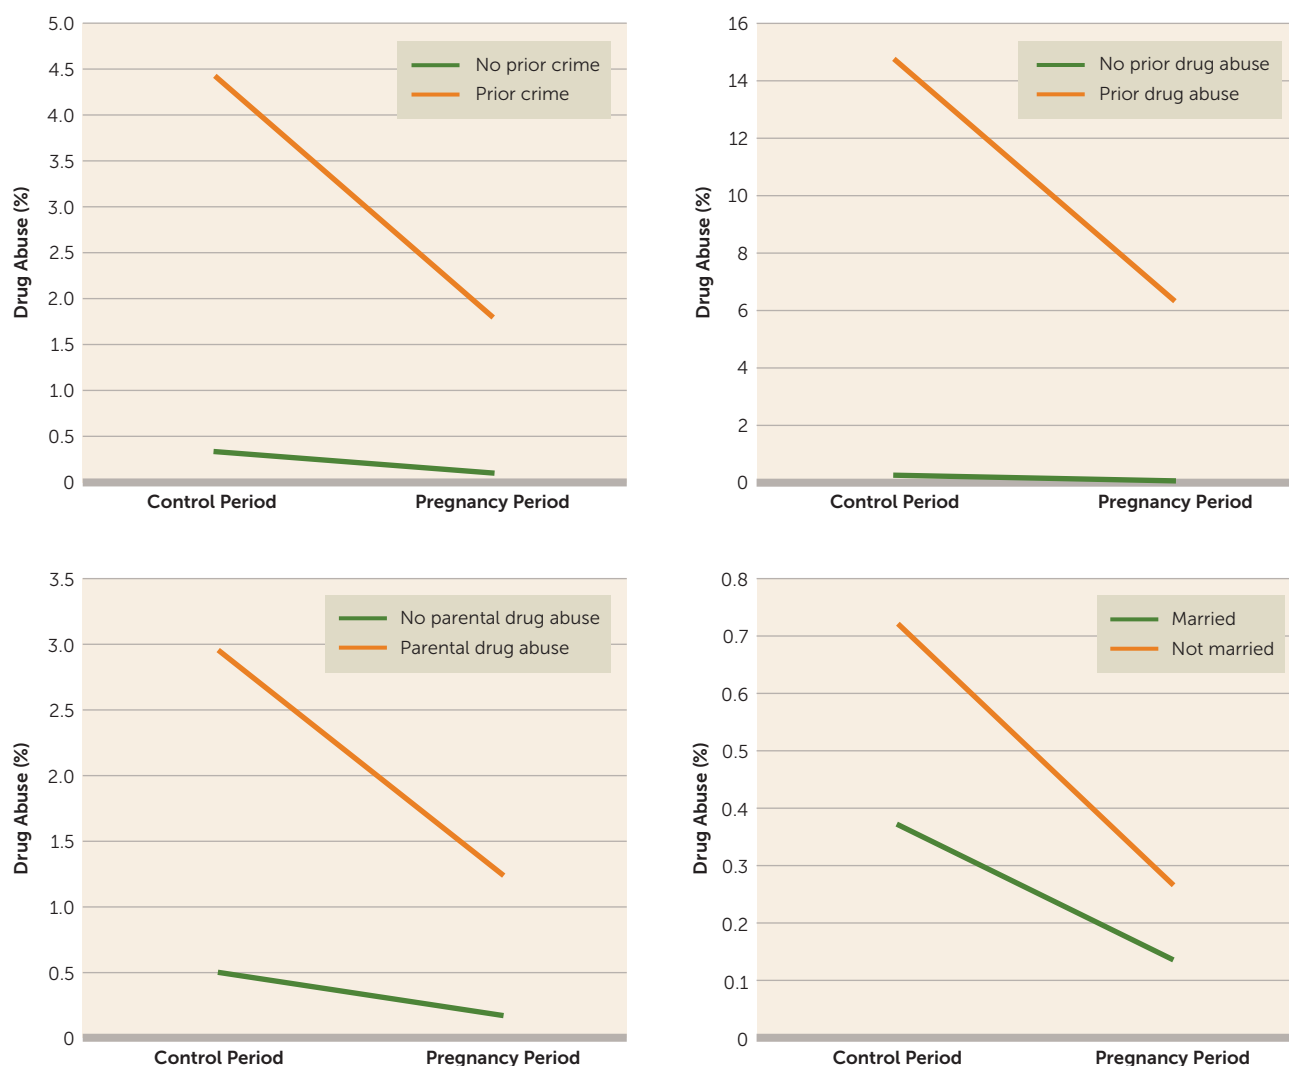 5.0
4.5
4.0
3.5
3.0
2.5
2.0
1.5
1.0
0.5
0
Drug Abuse (%)
No prior crime
Prior crime
Control Period
Pregnancy Period
16
14
12
10
8
6
4
2
0
Drug Abuse (%)
No prior drug abuse
Prior drug abuse
Control Period
Pregnancy Period
3.5
3.0
2.5
2.0
1.5
1.0
0.5
0
Drug Abuse (%)
No parental drug abuse
Parental drug abuse
Control Period
Pregnancy Period
0.8
0.7
0.6
0.5
0.4
0.3
0.2
0.1
0
Drug Abuse (%)
Married
Not married
Control Period
Pregnancy Period